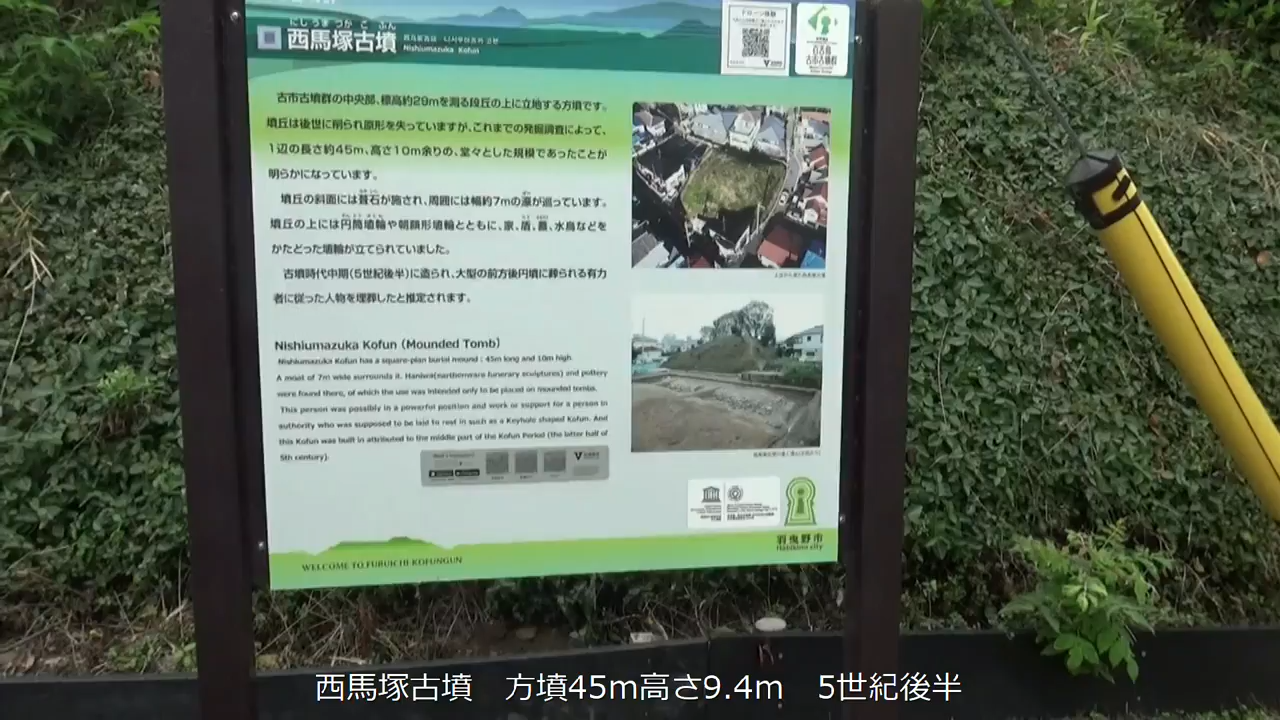 にしうまづかこふん
西馬塚古墳
Nishiumazuka Kofun
ドローン体験
古市古墳群の中央部、標高約29mを測る段丘の上に立地する方墳です。
墳丘は後世に削られ原形を失っていますが、これまでの発掘調査によって、
1辺の長さ約45m、高さ10m余りの、堂々とした規模であったことが
明らかになっています。
墳丘の斜面には葺石が施され、周囲には幅約7mの濠が巡っています。
墳丘の上には円筒埴輪や朝顔形埴輪とともに、家、盾、蓋、水鳥などを
かたどった埴輪が立てられていました。
古墳時代中期(5世紀後半)に造られ、大型の前方後円墳に葬られる有力
者に従った人物を埋葬したと推定されます。
Nishiumazuka Kofun (Mounded Tomb)
Nishiumazuka Kofun has a square-plan burial mound : 45m long and 10m high.
A moat of 7m wide surrounds it. Haniwa(earthenware funerary sculptures) and pottery
were found there, of which the use was intended only to be placed on mounded tombs.
This person was possibly in a powerful position and work or support for a person in
authority who was supposed to be laid to rest in such as a Keyhole shaped Kofun. And
this Kofun was built in attributed to the middle part of the Kofun Period (the latter half of
5th century).
羽曳野市
Habikino city
WELCOME TO FURUICHI KOFUNGUN
西馬塚古墳　方墳45m高さ9.4m　5世紀後半